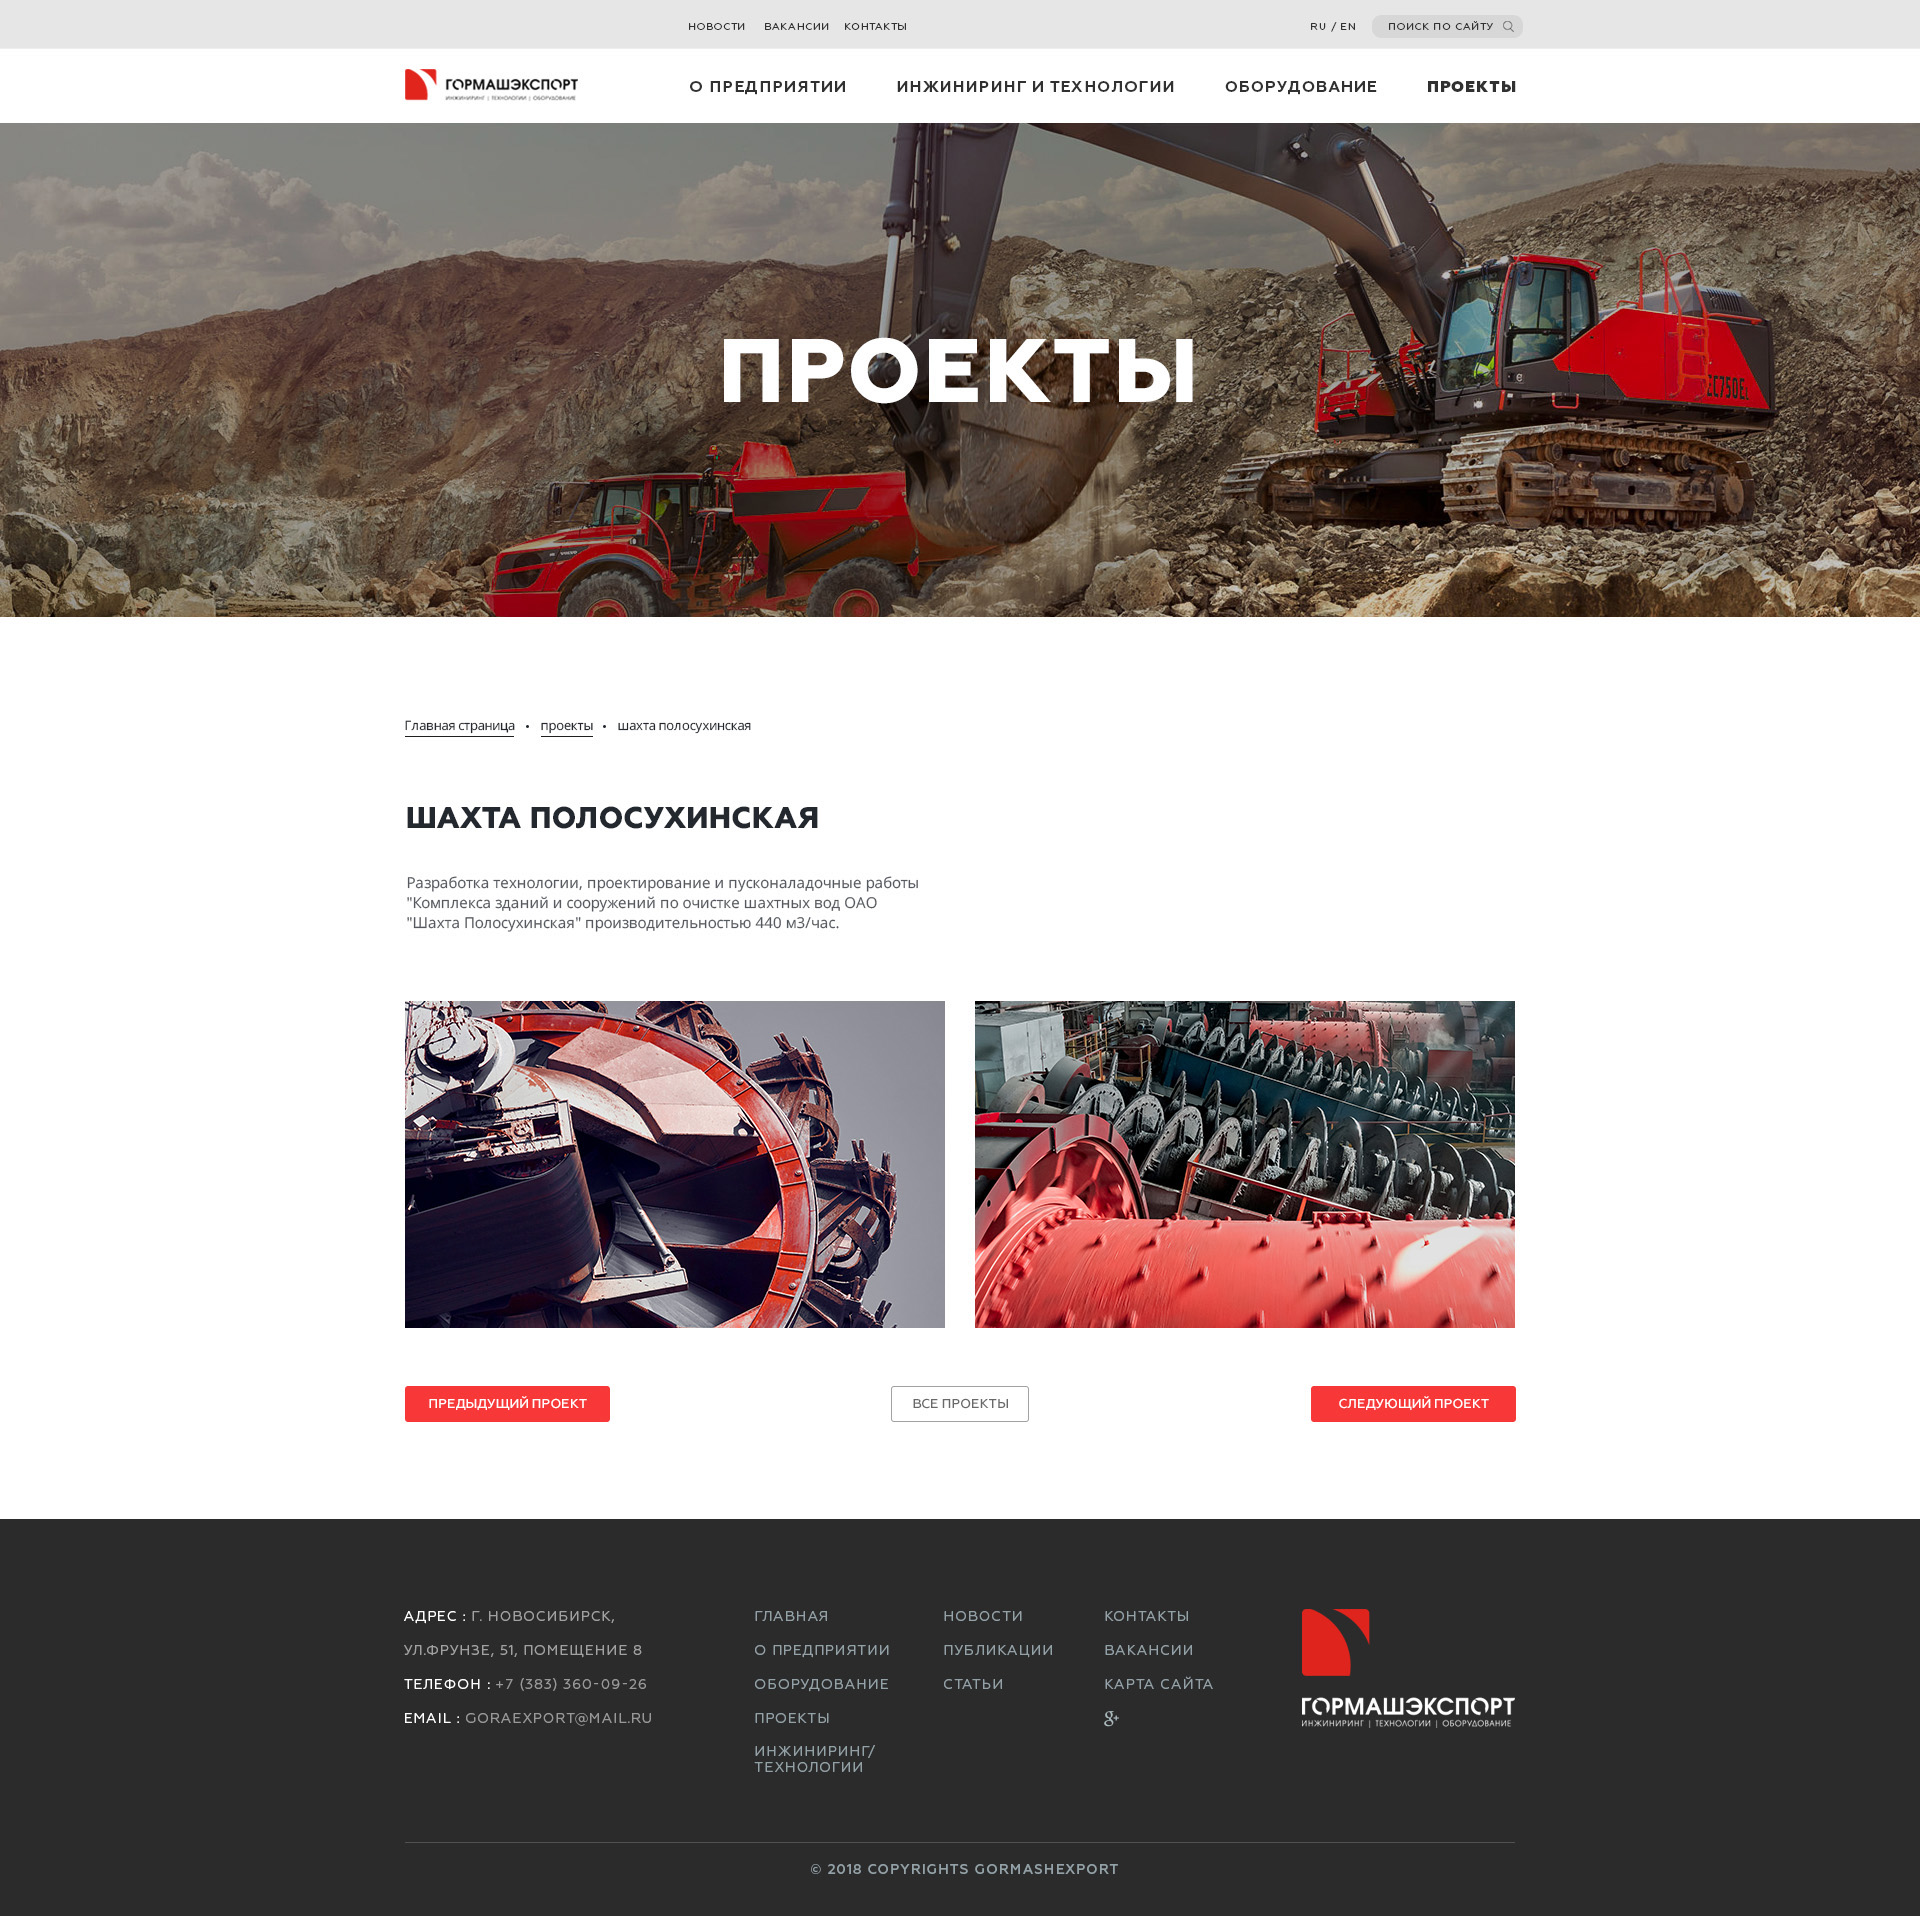 НОВОСТИ ВАКАНСИИ КОНТАКТЫ RU / EN ПОИСК ПО САЙТУ
ГОРМАШЭКСПОРТ
ИНЖИНИРИНГ | ТЕХНОЛОГИИ | ОБОРУДОВАНИЕ
О ПРЕДПРИЯТИИ ИНЖИНИРИНГ И ТЕХНОЛОГИИ ОБОРУДОВАНИЕ ПРОЕКТЫ
ПРОЕКТЫ
EC750EL
VOLVO
Главная страница • проекты • шахта полосухинская
ШАХТА ПОЛОСУХИНСКАЯ
Разработка технологии, проектирование и пусконаладочные работы
"Комплекса зданий и сооружений по очистке шахтных вод ОАО
"Шахта Полосухинская" производительностью 440 м3/час.
ПРЕДЫДУЩИЙ ПРОЕКТ
ВСЕ ПРОЕКТЫ
СЛЕДУЮЩИЙ ПРОЕКТ
АДРЕС : Г. НОВОСИБИРСК,
УЛ.ФРУНЗЕ, 51, ПОМЕЩЕНИЕ 8
ТЕЛЕФОН : +7 (383) 360-09-26
EMAIL : GORAEXPORT@MAIL.RU
ГЛАВНАЯ
О ПРЕДПРИЯТИИ
ОБОРУДОВАНИЕ
ПРОЕКТЫ
ИНЖИНИРИНГ/
ТЕХНОЛОГИИ
НОВОСТИ
ПУБЛИКАЦИИ
СТАТЬИ
КОНТАКТЫ
ВАКАНСИИ
КАРТА САЙТА
g+
ГОРМАШЭКСПОРТ
ИНЖИНИРИНГ | ТЕХНОЛОГИИ | ОБОРУДОВАНИЕ
© 2018 COPYRIGHTS GORMASHEXPORT